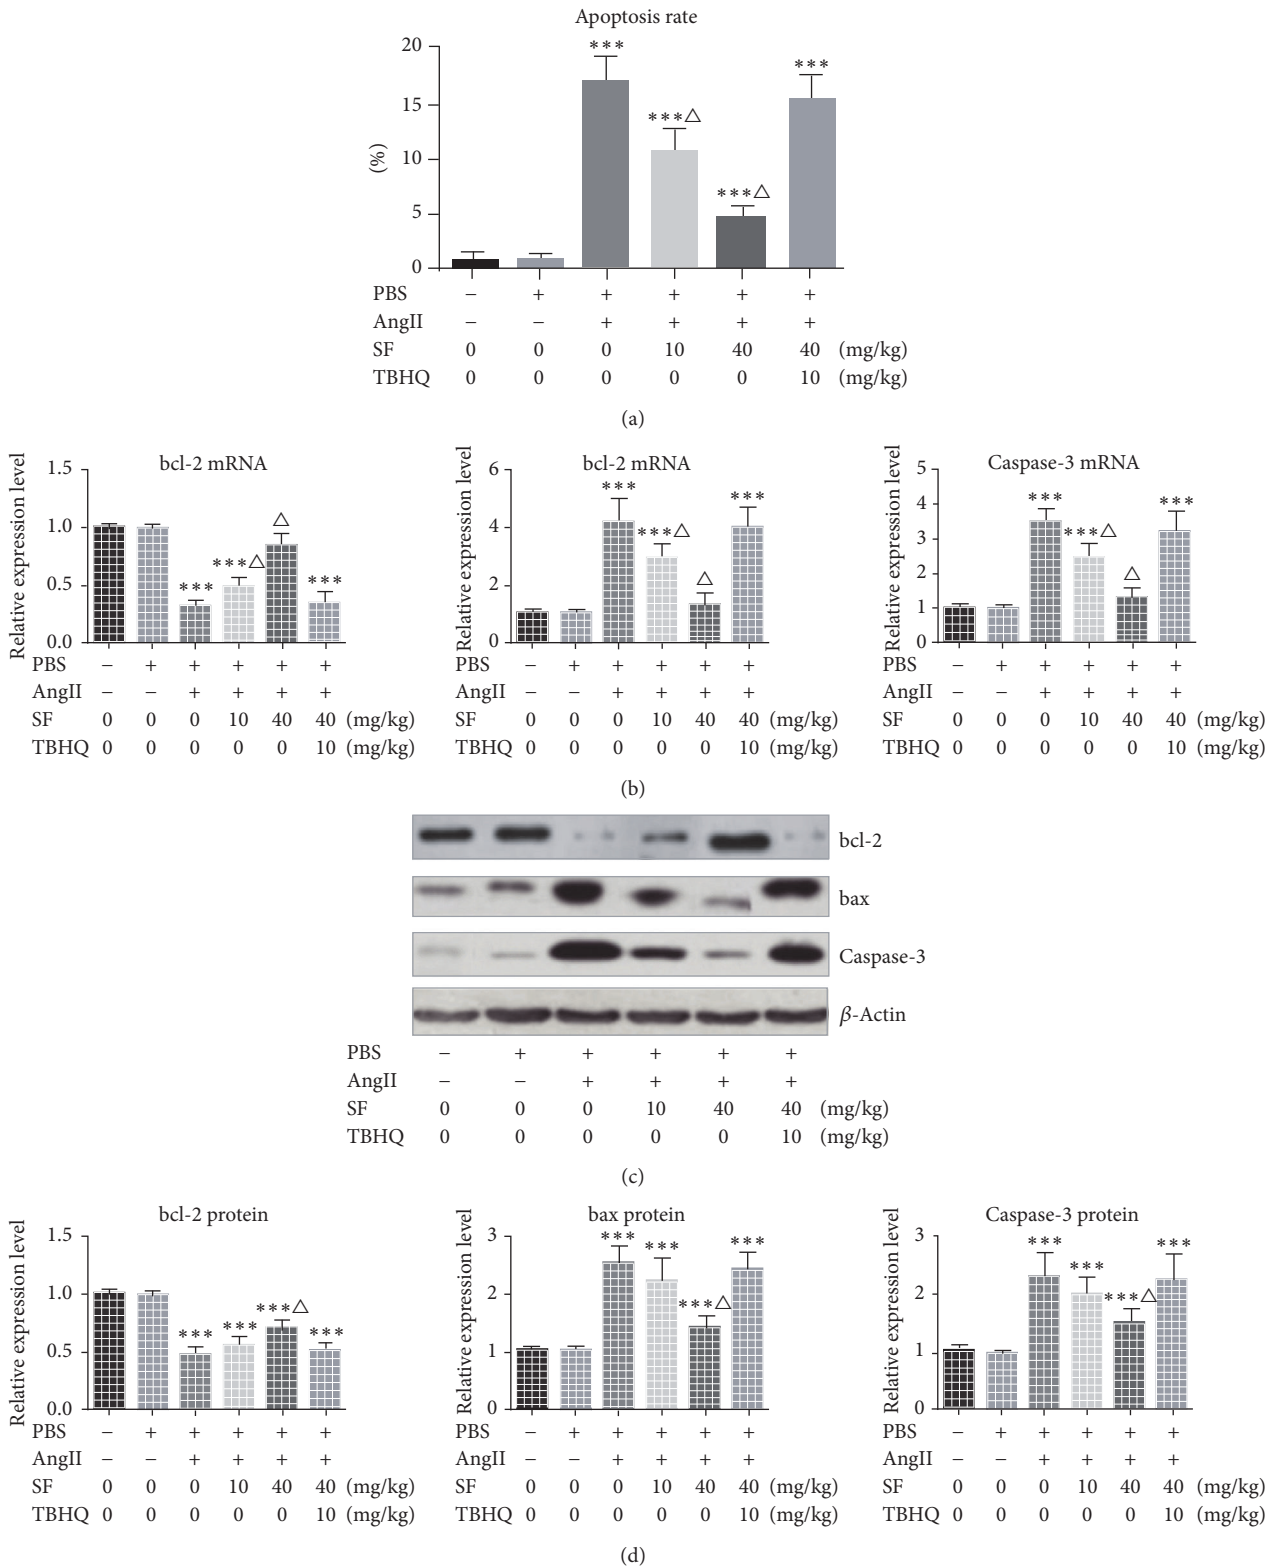 Apoptosis rate
***
***
***△
***△
20
15
10
5
0
(%)
PBS − + + + + +
AngII − − + + + +
SF 0 0 0 10 40 40 (mg/kg)
TBHQ 0 0 0 0 0 10 (mg/kg)
(a)
bcl-2 mRNA
Relative expression level
1.5
1.0
0.5
0.0
*** ***△ △ ***
PBS − + + + + +
AngII − − + + + +
SF 0 0 0 10 40 40 (mg/kg)
TBHQ 0 0 0 0 0 10 (mg/kg)
bcl-2 mRNA
Relative expression level
6
4
2
0
*** ***△ △ ***
PBS − + + + + +
AngII − − + + + +
SF 0 0 0 10 40 40 (mg/kg)
TBHQ 0 0 0 0 0 10 (mg/kg)
Caspase-3 mRNA
Relative expression level
5
4
3
2
1
0
*** ***△ △ ***
PBS − + + + + +
AngII − − + + + +
SF 0 0 0 10 40 40 (mg/kg)
TBHQ 0 0 0 0 0 10 (mg/kg)
(b)
bcl-2
bax
Caspase-3
β-Actin
PBS − + + + + +
AngII − − + + + +
SF 0 0 0 10 40 40 (mg/kg)
TBHQ 0 0 0 0 0 10 (mg/kg)
(c)
bcl-2 protein
Relative expression level
1.5
1.0
0.5
0.0
*** *** ***△ ***
PBS − + + + + +
AngII − − + + + +
SF 0 0 0 10 40 40 (mg/kg)
TBHQ 0 0 0 0 0 10 (mg/kg)
bax protein
Relative expression level
3
2
1
0
*** *** ***△ ***
PBS − + + + + +
AngII − − + + + +
SF 0 0 0 10 40 40 (mg/kg)
TBHQ 0 0 0 0 0 10 (mg/kg)
Caspase-3 protein
Relative expression level
3
2
1
0
*** *** ***△ ***
PBS − + + + + +
AngII − − + + + +
SF 0 0 0 10 40 40 (mg/kg)
TBHQ 0 0 0 0 0 10 (mg/kg)
(d)